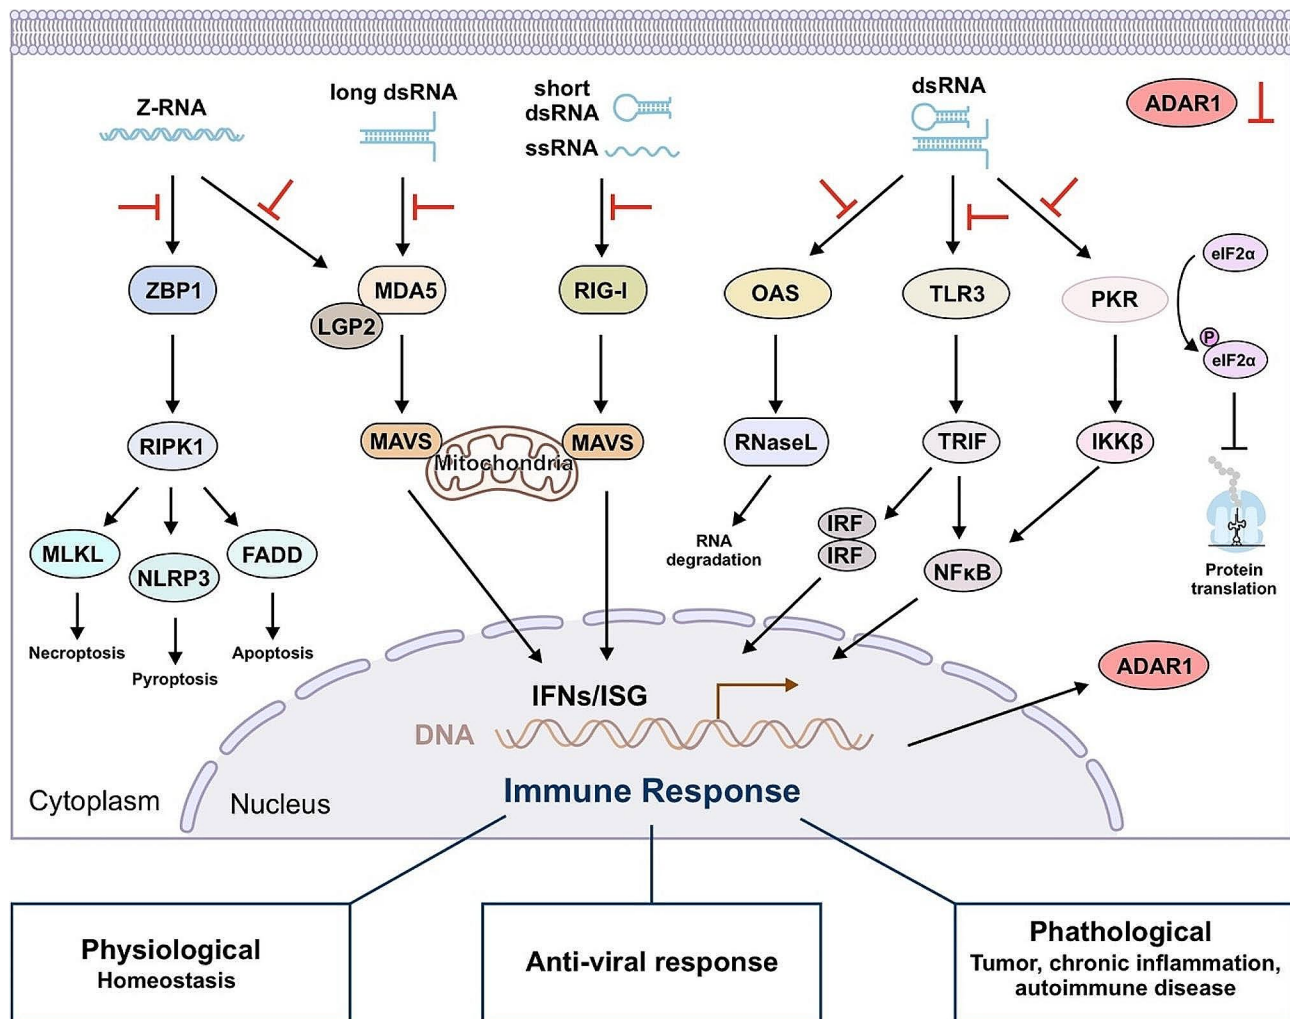 Z-RNA
long dsRNA
short
dsRNA
ssRNA
dsRNA
ADAR1
ZBP1
MDA5
LGP2
RIG-I
OAS
TLR3
PKR
eIF2α
P
eIF2α
RIPK1
MAVS
Mitochondria
MAVS
RNaseL
TRIF
IKKβ
MLKL
NLRP3
FADD
RNA
degradation
IRF
IRF
NFκB
Protein
translation
Necroptosis
Pyroptosis
Apoptosis
ADAR1
IFNs/ISG
DNA
Immune Response
Cytoplasm
Nucleus
Physiological
Homeostasis
Anti-viral response
Phathological
Tumor, chronic inflammation,
autoimmune disease